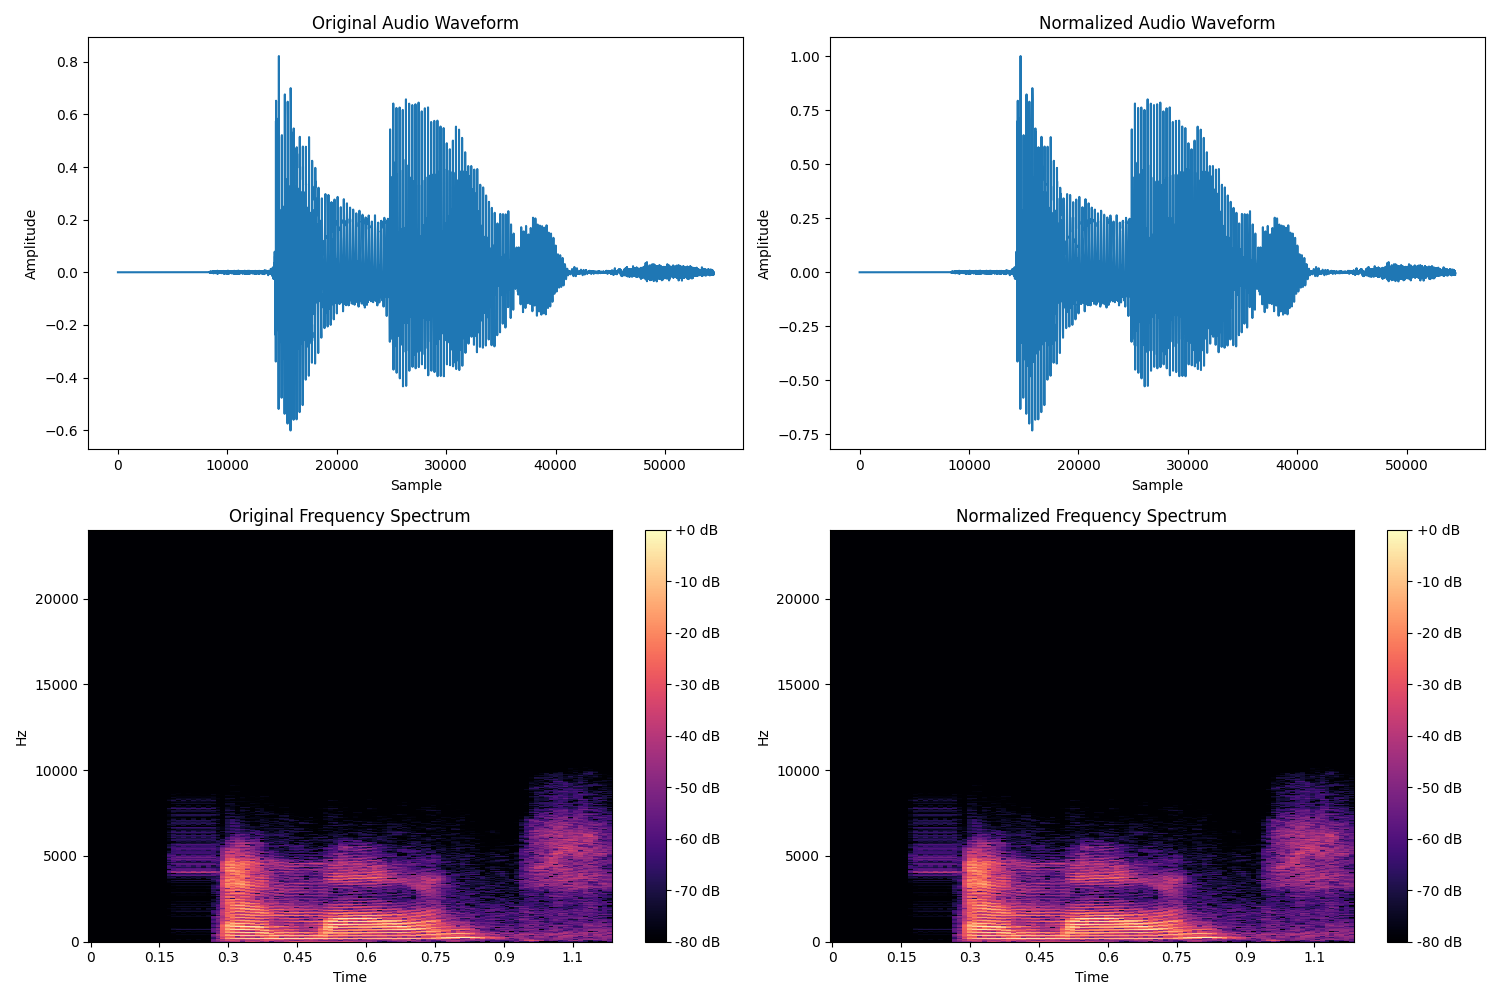 Original Audio Waveform
Amplitude
0.8
0.6
0.4
0.2
0.0
−0.2
−0.4
−0.6
0 10000 20000 30000 40000 50000
Sample
Normalized Audio Waveform
Amplitude
1.00
0.75
0.50
0.25
0.00
−0.25
−0.50
−0.75
0 10000 20000 30000 40000 50000
Sample
Original Frequency Spectrum
Hz
20000
15000
10000
5000
0
0 0.15 0.3 0.45 0.6 0.75 0.9 1.1
Time
+0 dB
-10 dB
-20 dB
-30 dB
-40 dB
-50 dB
-60 dB
-70 dB
-80 dB
Normalized Frequency Spectrum
Hz
20000
15000
10000
5000
0
0 0.15 0.3 0.45 0.6 0.75 0.9 1.1
Time
+0 dB
-10 dB
-20 dB
-30 dB
-40 dB
-50 dB
-60 dB
-70 dB
-80 dB